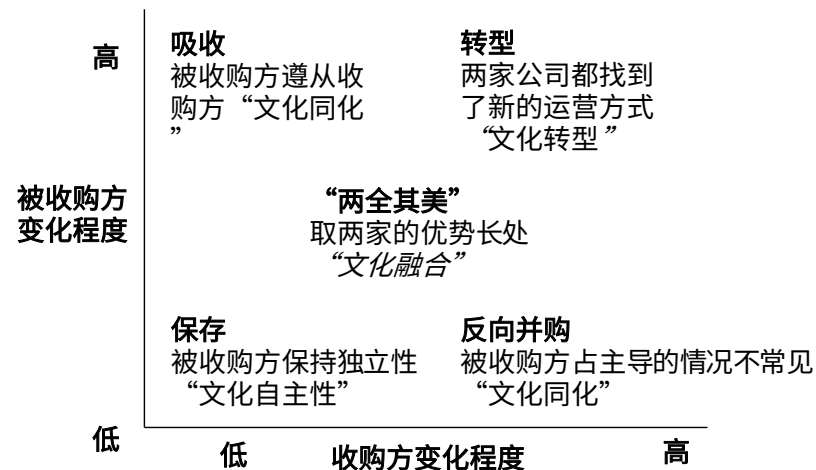 高
吸收
被收购方遵从收
购方“文化同化
”
转型
两家公司都找到
了新的运营方式
“文化转型”
被收购方
变化程度
“两全其美”
取两家的优势长处
“文化融合”
保存
被收购方保持独立性
“文化自主性”
反向并购
被收购方占主导的情况不常见
“文化同化”
低
低
收购方变化程度
高